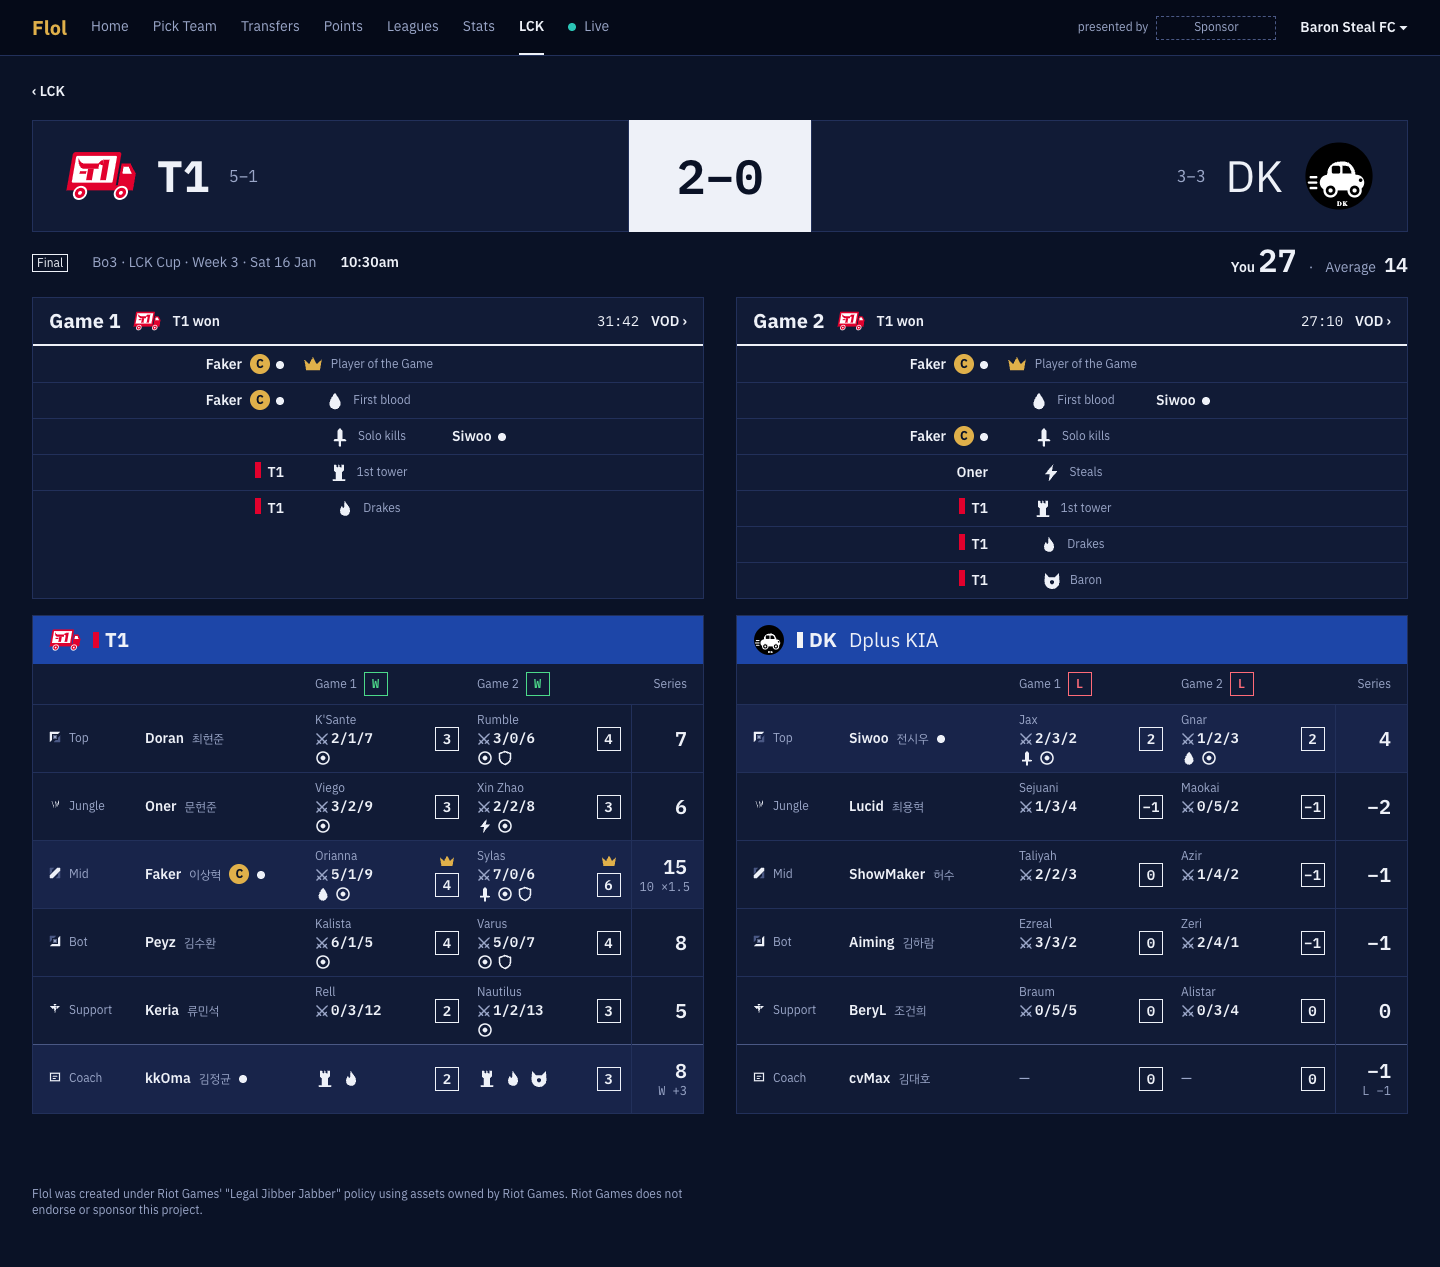 Flol Home Pick Team Transfers Points Leagues Stats LCK Live presented by Sponsor Baron Steal FC
‹ LCK
T1 T1 5–1 2–0 3–3 DK DK
Final Bo3 · LCK Cup · Week 3 · Sat 16 Jan 10:30am You 27 · Average 14
Game 1 T1 T1 won 31:42 VOD ›
Faker C Player of the Game
Faker C First blood
Solo kills Siwoo
T1 1st tower
T1 Drakes
Game 2 T1 T1 won 27:10 VOD ›
Faker C Player of the Game
First blood Siwoo
Faker C Solo kills
Oner Steals
T1 1st tower
T1 Drakes
T1 Baron
T1 T1
Game 1 W Game 2 W Series
K'Sante Rumble
Top Doran 최현준 2/1/7 3 3/0/6 4 7
Viego Xin Zhao
Jungle Oner 문현준 3/2/9 3 2/2/8 3 6
Orianna Sylas
Mid Faker 이상혁 C 5/1/9 4 7/0/6 6 15
10 ×1.5
Kalista Varus
Bot Peyz 김수환 6/1/5 4 5/0/7 4 8
Rell Nautilus
Support Keria 류민석 0/3/12 2 1/2/13 3 5
Coach kkOma 김정균 2 3 8
W +3
DK Dplus KIA
Game 1 L Game 2 L Series
Jax Gnar
Top Siwoo 전시우 2/3/2 2 1/2/3 2 4
Sejuani Maokai
Jungle Lucid 최용혁 1/3/4 −1 0/5/2 −1 −2
Taliyah Azir
Mid ShowMaker 허수 2/2/3 0 1/4/2 −1 −1
Ezreal Zeri
Bot Aiming 김하람 3/3/2 0 2/4/1 −1 −1
Braum Alistar
Support BeryL 조건희 0/5/5 0 0/3/4 0 0
Coach cvMax 김대호 — 0 — 0 −1
L −1
Flol was created under Riot Games' "Legal Jibber Jabber" policy using assets owned by Riot Games. Riot Games does not
endorse or sponsor this project.